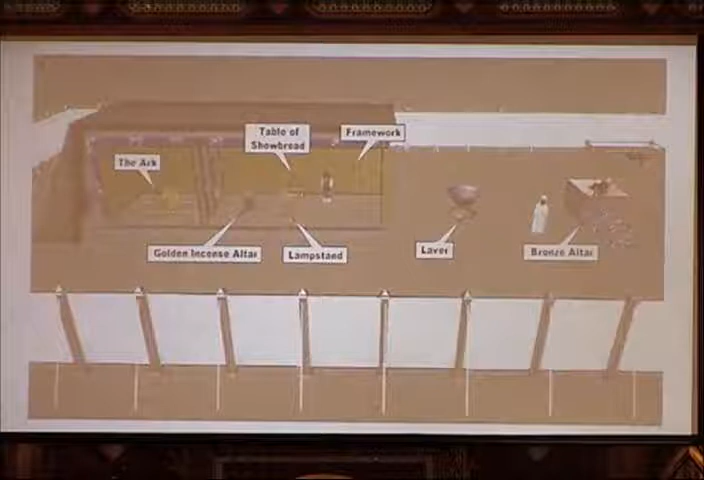 Table of
Showbread
Framework
The Ark
Golden Incense Altar
Lampstand
Laver
Bronze Altar